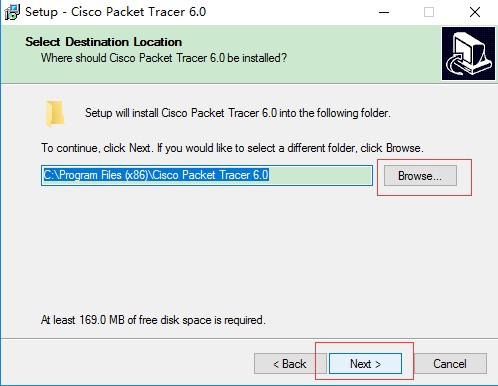 Setup - Cisco Packet Tracer 6.0
Select Destination Location
Where should Cisco Packet Tracer 6.0 be installed?
Setup will install Cisco Packet Tracer 6.0 into the following folder.
To continue, click Next. If you would like to select a different folder, click Browse.
C:\Program Files (x86)\Cisco Packet Tracer 6.0
Browse...
At least 169.0 MB of free disk space is required.
< Back
Next >
Cancel